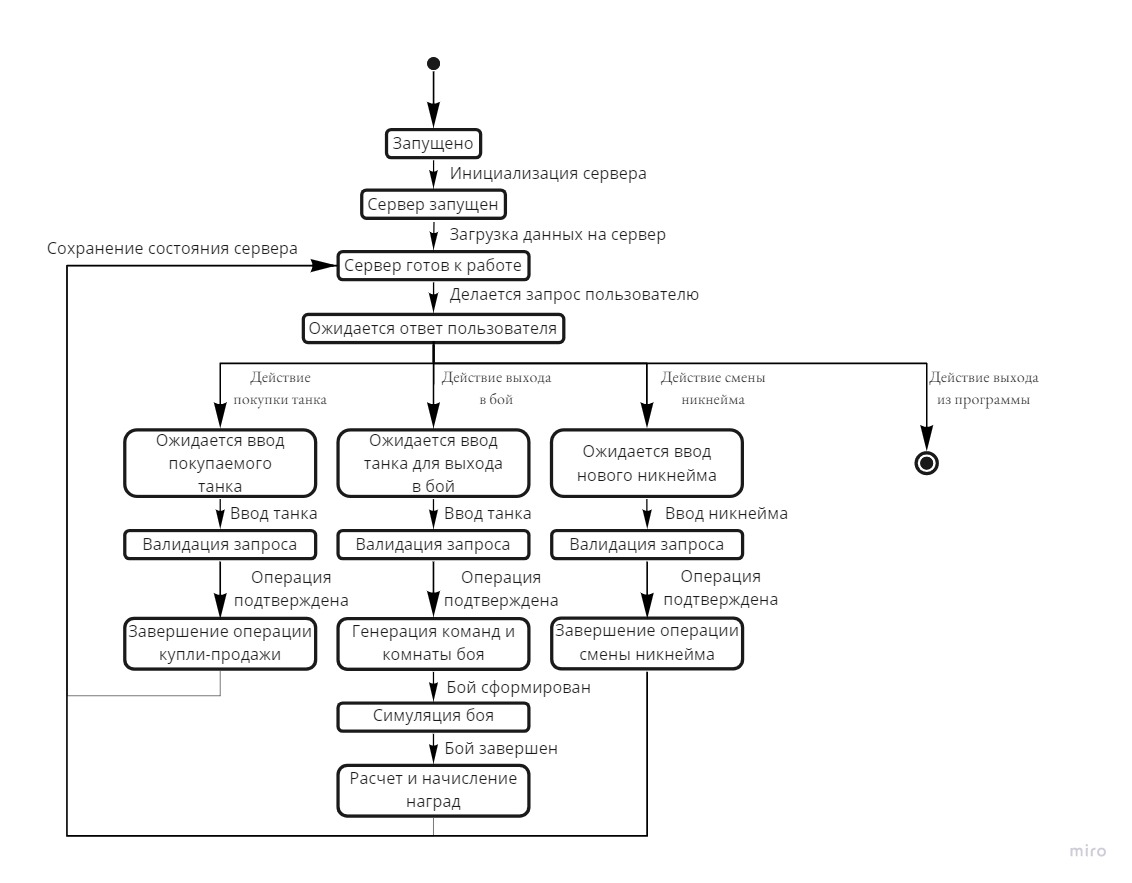 Запущено
Инициализация сервера
Сервер запущен
Загрузка данных на сервер
Сохранение состояния сервера
Сервер готов к работе
Делается запрос пользователю
Ожидается ответ пользователя
Действие
покупки танка
Действие выхода
в бой
Действие смены
никнейма
Действие выхода
из программы
Ожидается ввод
покупаемого
танка
Ожидается ввод
танка для выхода
в бой
Ожидается ввод
нового никнейма
Ввод танка
Ввод танка
Ввод никнейма
Валидация запроса
Валидация запроса
Валидация запроса
Операция
подтверждена
Операция
подтверждена
Операция
подтверждена
Завершение операции
купли-продажи
Генерация команд и
комнаты боя
Завершение операции
смены никнейма
Бой сформирован
Симуляция боя
Бой завершен
Расчет и начисление
наград
miro